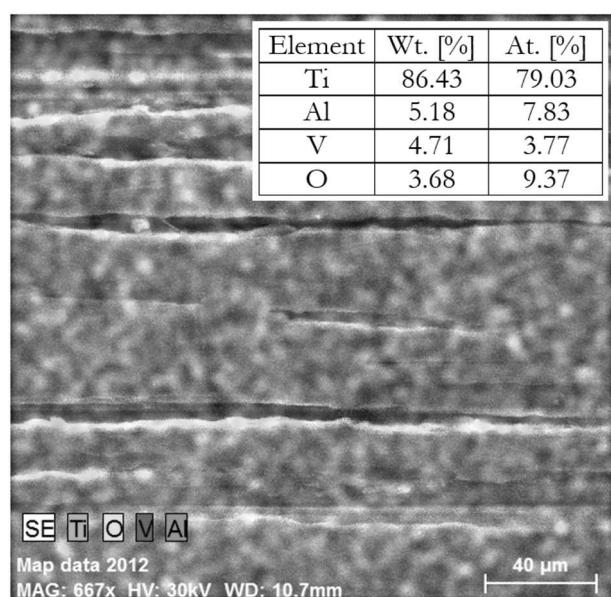 Element Wt. [%] At. [%]
Ti 86.43 79.03
Al 5.18 7.83
V 4.71 3.77
O 3.68 9.37
SE Ti O V Al
Map data 2012
MAG: 667x HV: 30kV WD: 10.7mm
40 µm